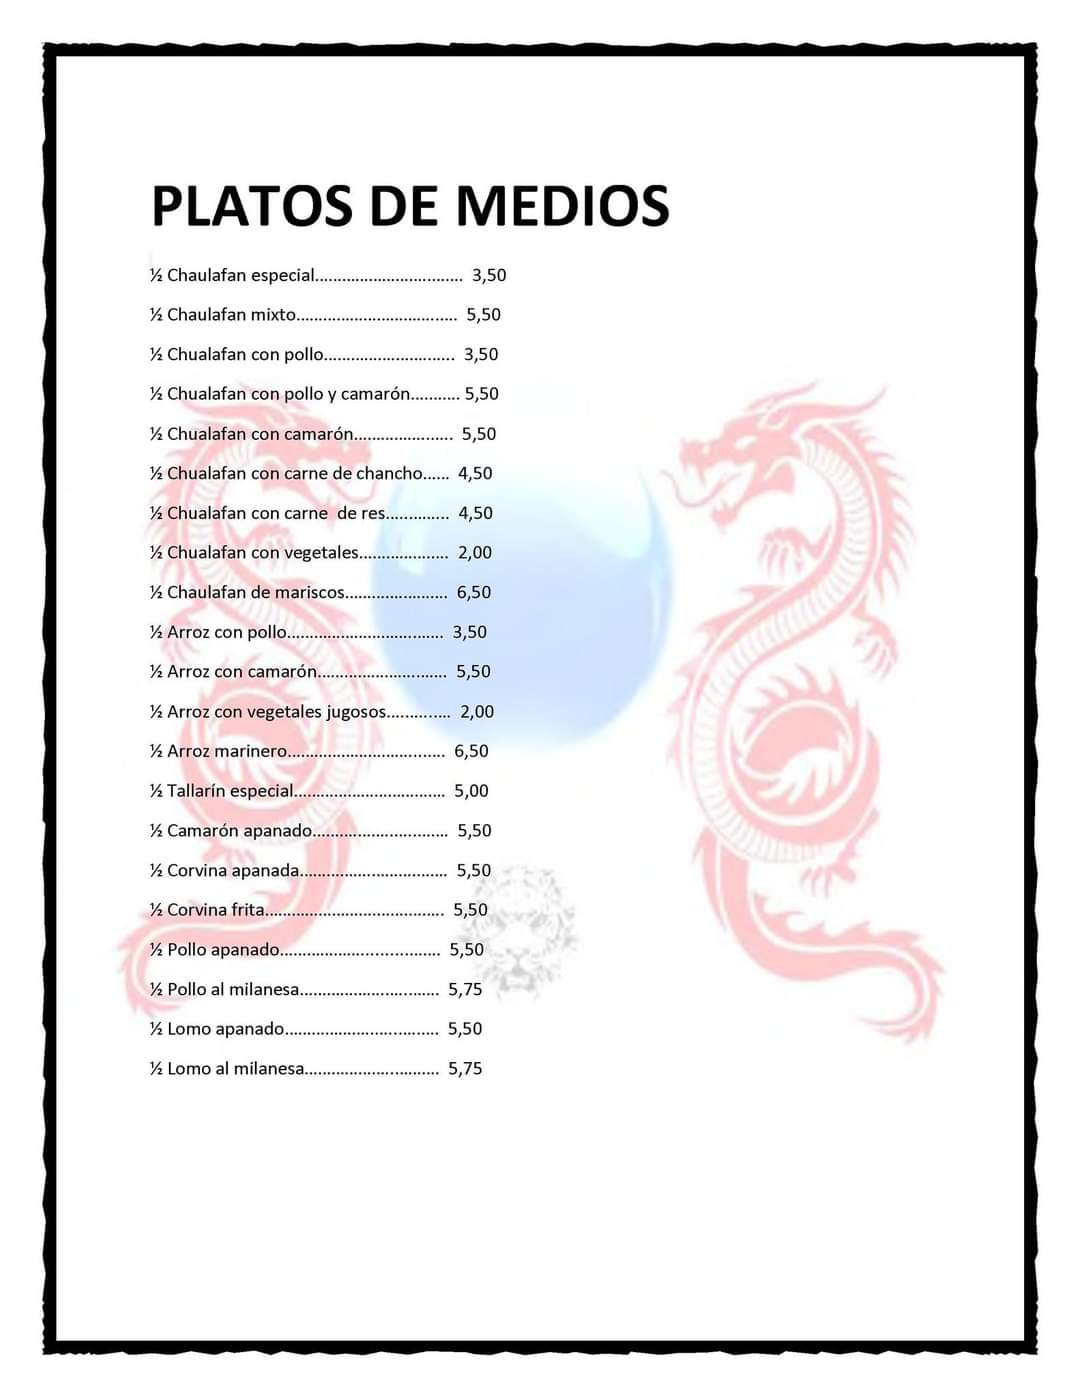 PLATOS DE MEDIOS
½ Chaulafan especial................................. 3,50
½ Chaulafan mixto.................................... 5,50
½ Chualafan con pollo............................. 3,50
½ Chualafan con pollo y camarón........... 5,50
½ Chualafan con camarón...................... 5,50
½ Chualafan con carne de chancho...... 4,50
½ Chualafan con carne  de res.............. 4,50
½ Chualafan con vegetales.................... 2,00
½ Chaulafan de mariscos....................... 6,50
½ Arroz con pollo................................... 3,50
½ Arroz con camarón............................. 5,50
½ Arroz con vegetales jugosos.............. 2,00
½ Arroz marinero................................... 6,50
½ Tallarín especial.................................. 5,00
½ Camarón apanado.............................. 5,50
½ Corvina apanada................................. 5,50
½ Corvina frita........................................ 5,50
½ Pollo apanado.................................... 5,50
½ Pollo al milanesa............................... 5,75
½ Lomo apanado.................................. 5,50
½ Lomo al milanesa.............................. 5,75